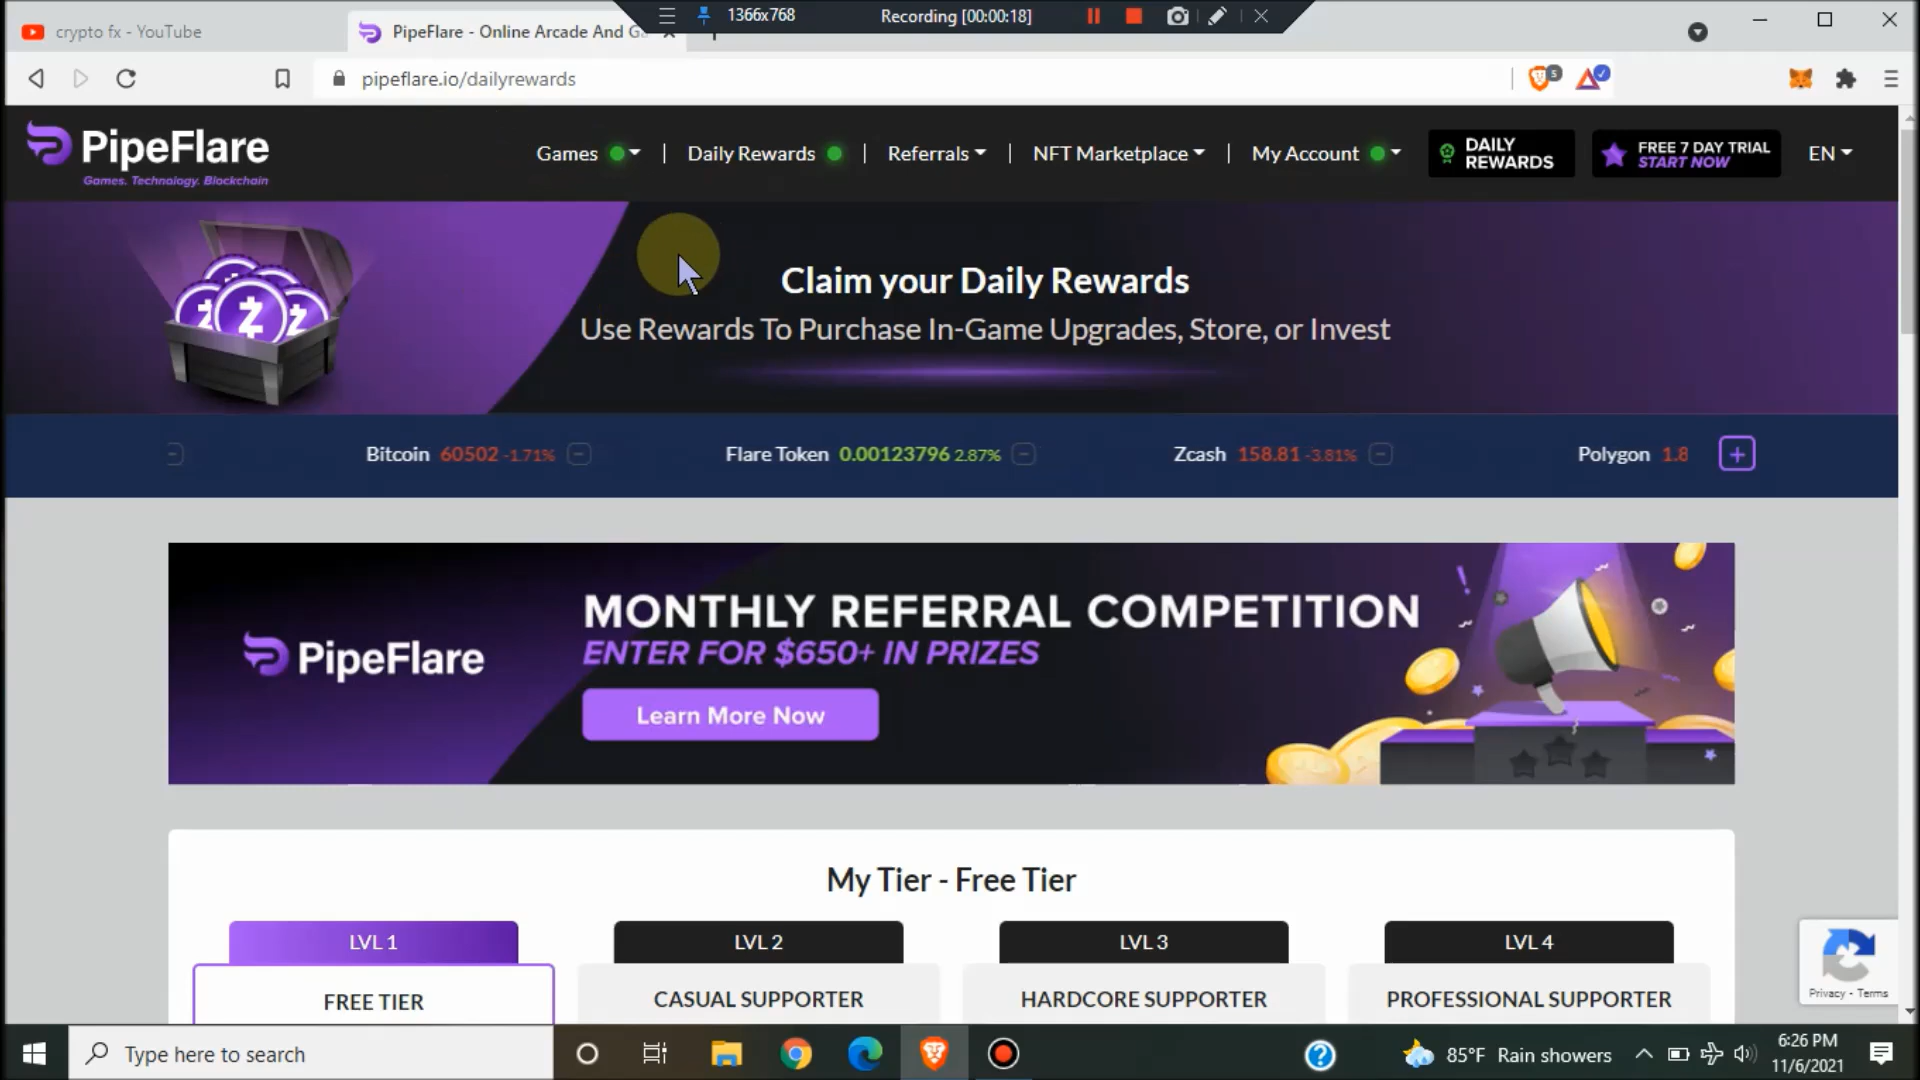 1366x768
Recording [00:00:18]
crypto fx - YouTube
PipeFlare - Online Arcade And G
pipeflare.io/dailyrewards
5
PipeFlare
Games. Technology. Blockchain
Games
Daily Rewards
Referrals
NFT Marketplace
My Account
DAILY
REWARDS
FREE 7 DAY TRIAL
START NOW
EN
Claim your Daily Rewards
Use Rewards To Purchase In-Game Upgrades, Store, or Invest
Bitcoin 60502 -1.71%
Flare Token 0.00123796 2.87%
Zcash 158.81 -3.81%
Polygon 1.8
PipeFlare
MONTHLY REFERRAL COMPETITION
ENTER FOR $650+ IN PRIZES
Learn More Now
My Tier - Free Tier
LVL 1
LVL 2
LVL 3
LVL 4
FREE TIER
CASUAL SUPPORTER
HARDCORE SUPPORTER
PROFESSIONAL SUPPORTER
Privacy - Terms
Type here to search
85°F Rain showers
6:26 PM
11/6/2021